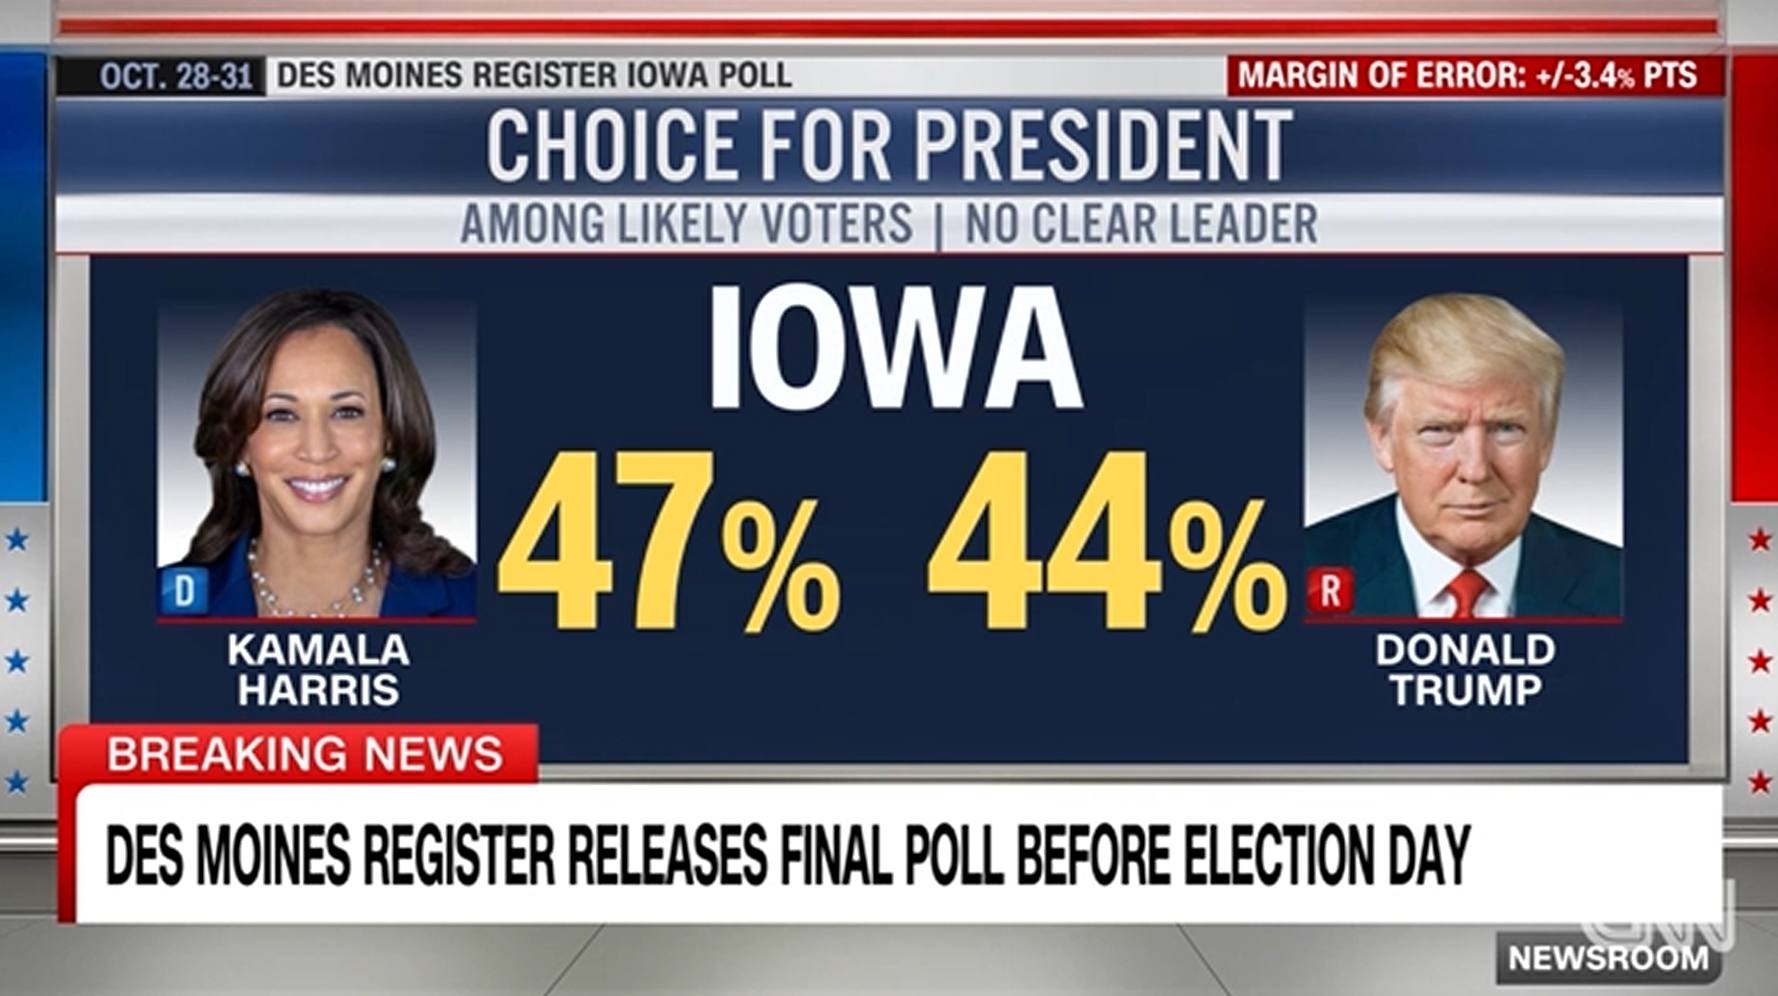 OCT. 28-31 DES MOINES REGISTER IOWA POLL MARGIN OF ERROR: +/-3.4% PTS
CHOICE FOR PRESIDENT
AMONG LIKELY VOTERS | NO CLEAR LEADER
IOWA
47% 44%
D
R
KAMALA
HARRIS
DONALD
TRUMP
BREAKING NEWS
DES MOINES REGISTER RELEASES FINAL POLL BEFORE ELECTION DAY
CNN
NEWSROOM